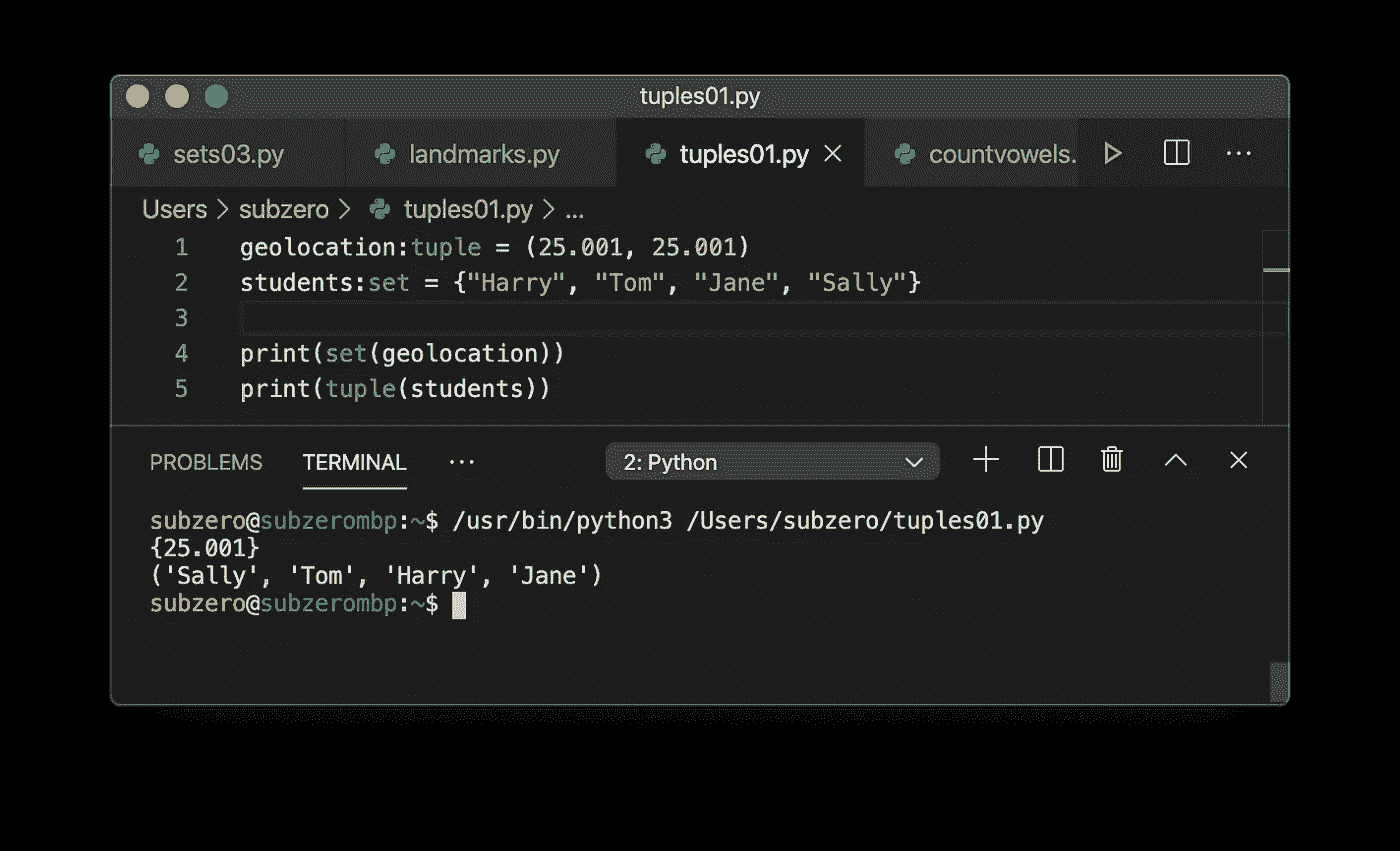 tuples01.py
sets03.py landmarks.py tuples01.py countvowels.
Users > subzero > tuples01.py > ...
1 geolocation:tuple = (25.001, 25.001)
2 students:set = {"Harry", "Tom", "Jane", "Sally"}
3
4 print(set(geolocation))
5 print(tuple(students))
PROBLEMS TERMINAL ... 2: Python
subzero@subzerombp:~$ /usr/bin/python3 /Users/subzero/tuples01.py
{25.001}
('Sally', 'Tom', 'Harry', 'Jane')
subzero@subzerombp:~$